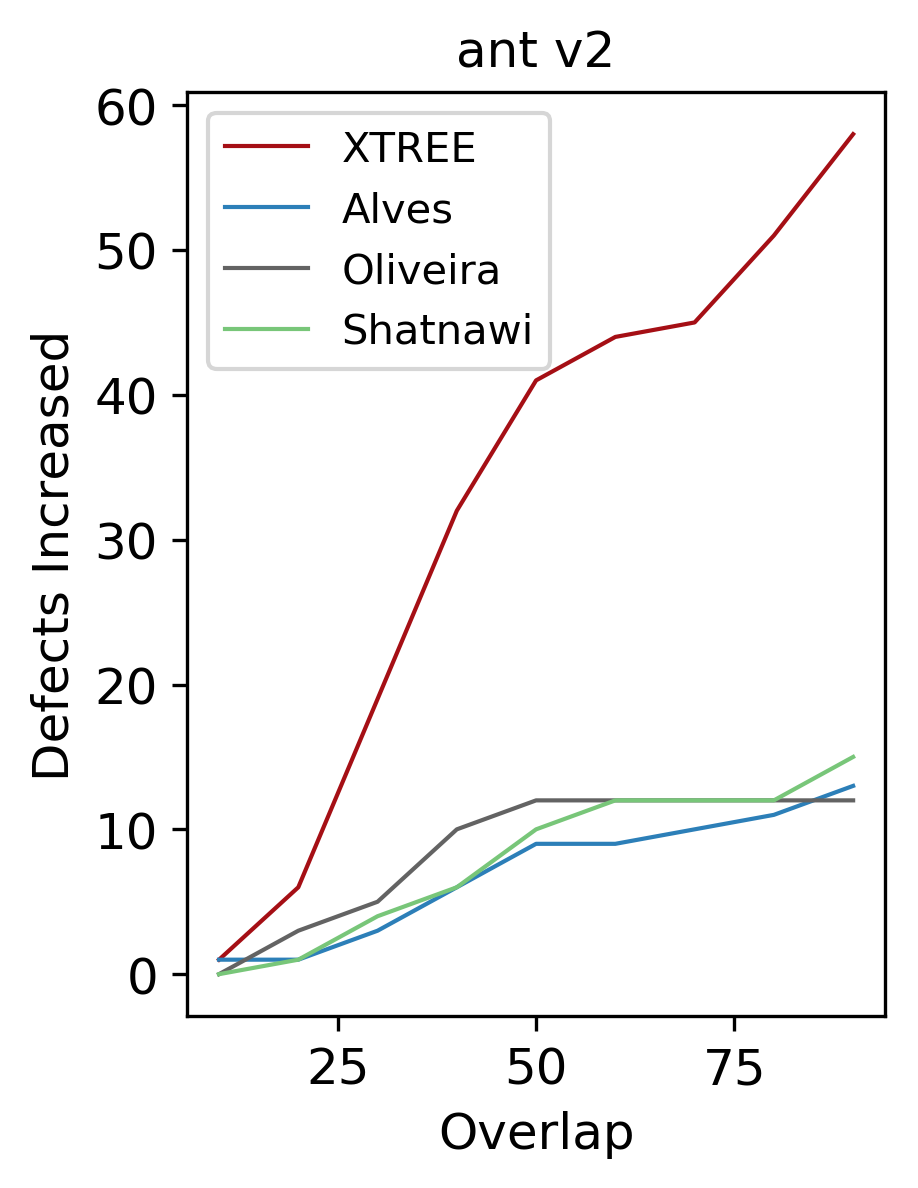 ant v2
60
50
40
30
20
10
0
Defects Increased
XTREE
Alves
Oliveira
Shatnawi
25 50 75
Overlap